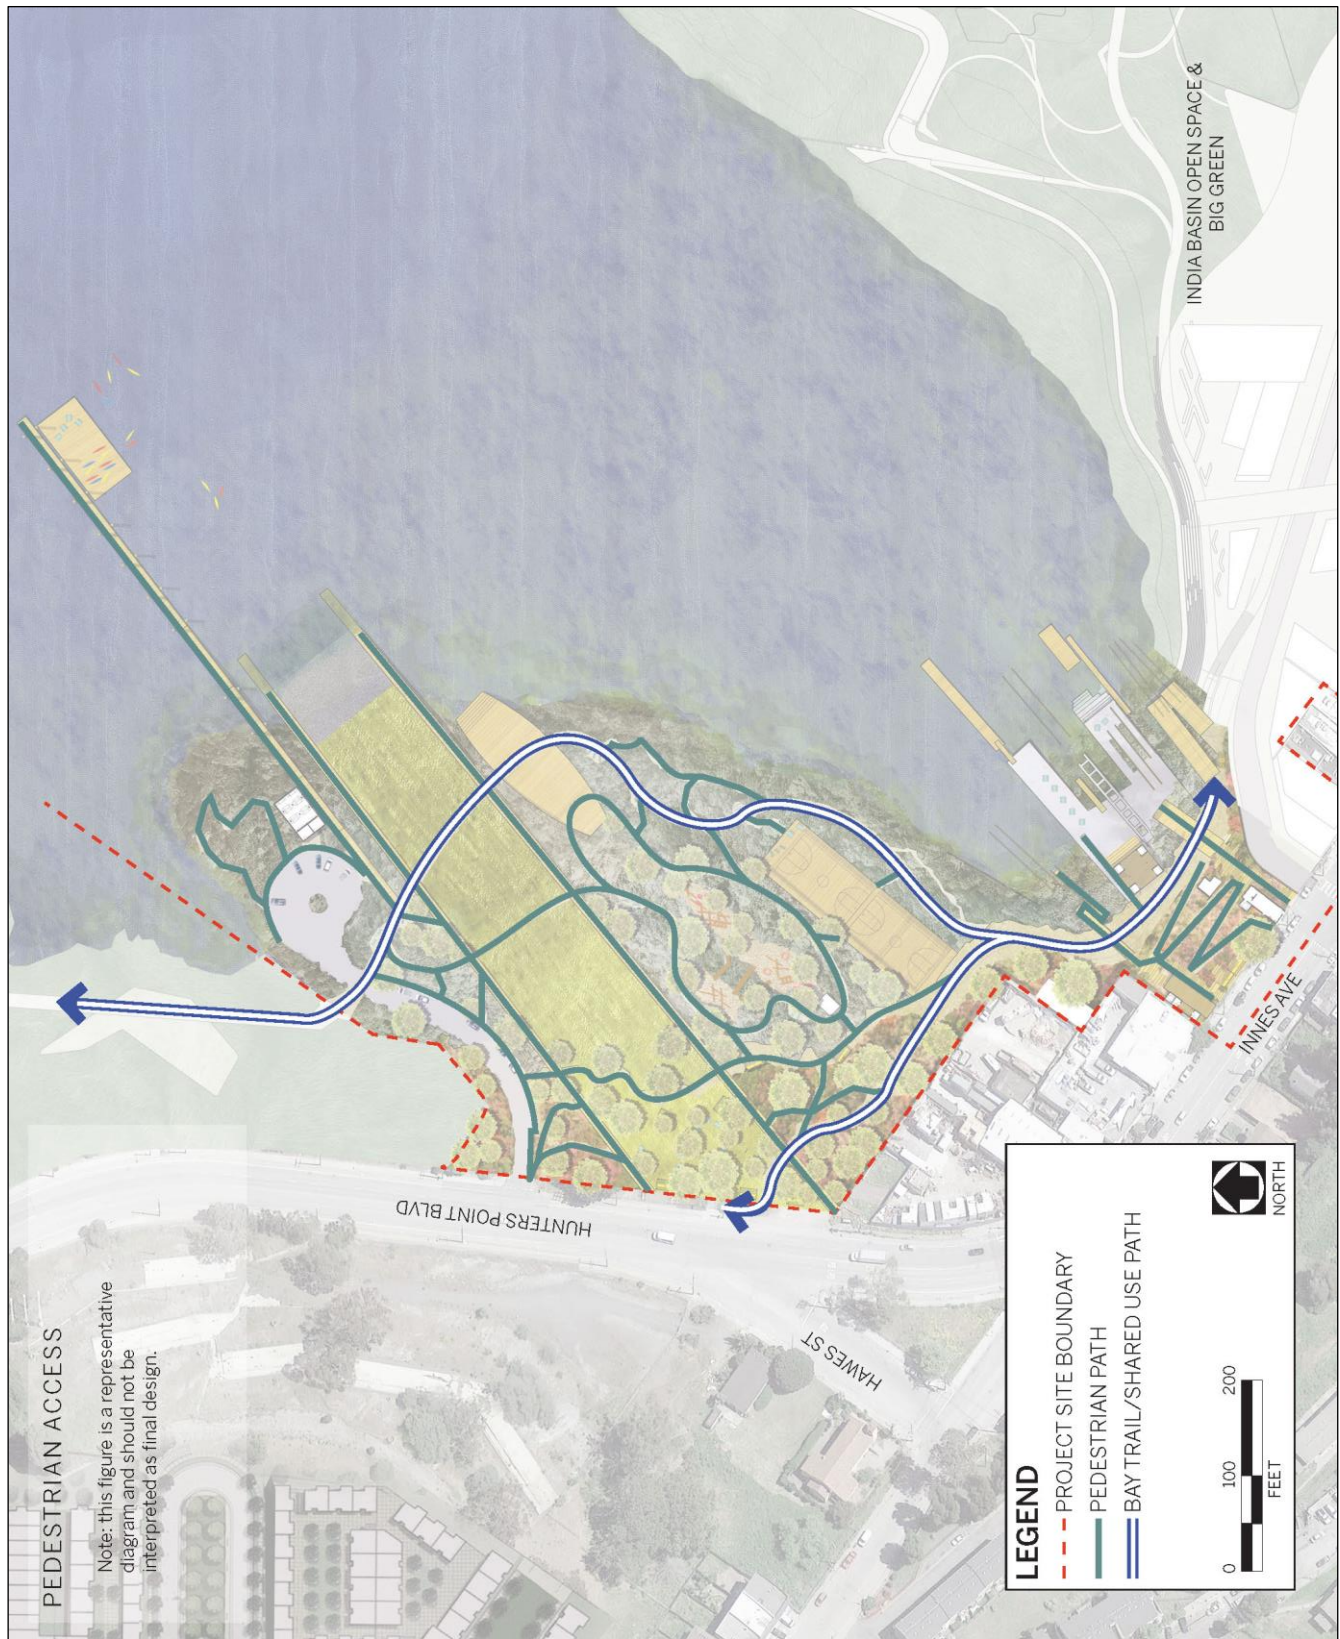 PEDESTRIAN ACCESS
Note: this figure is a representative
diagram and should not be
interpreted as final design.
HUNTERS POINT BLVD
HAWES ST
INNES AVE
INDIA BASIN OPEN SPACE &
BIG GREEN
LEGEND
PROJECT SITE BOUNDARY
PEDESTRIAN PATH
BAY TRAIL/SHARED USE PATH
0 100 200
FEET
NORTH